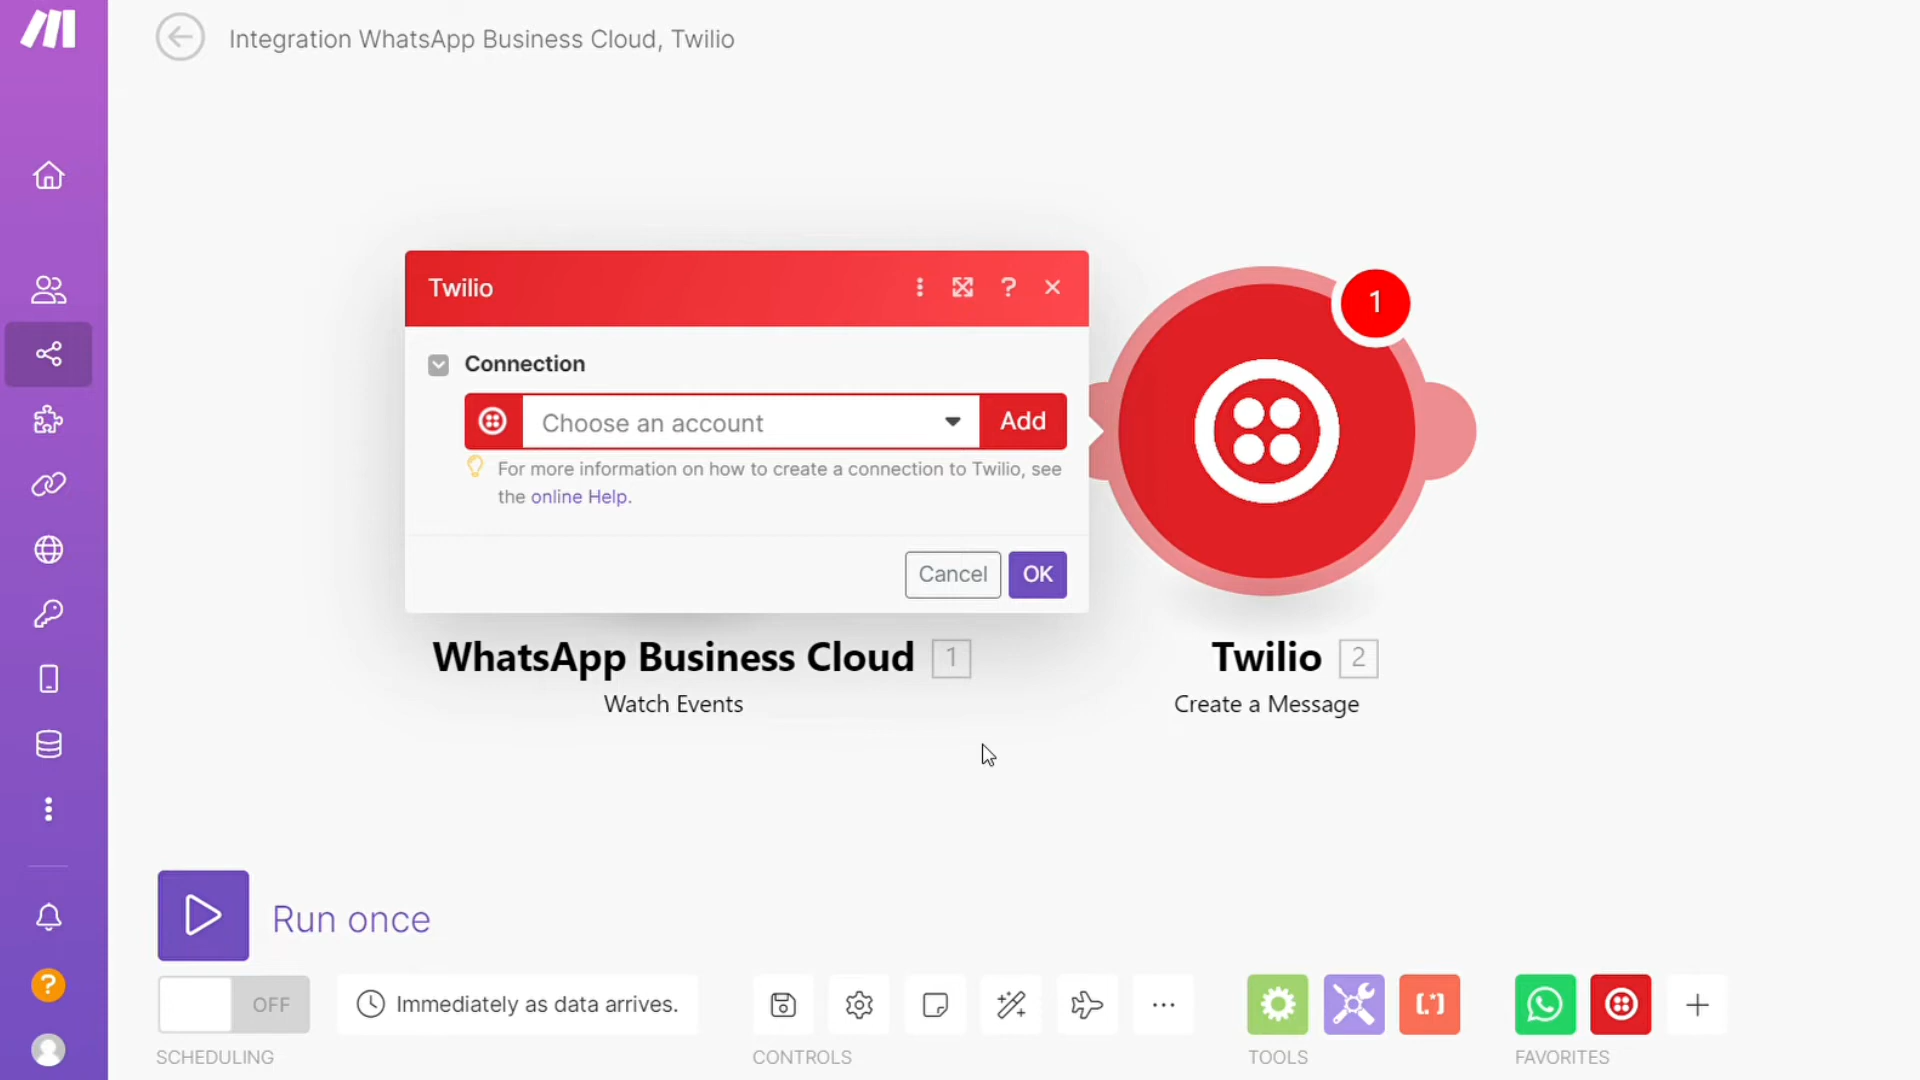 Integration WhatsApp Business Cloud, Twilio
Twilio
?
1
Connection
Choose an account
Add
For more information on how to create a connection to Twilio, see
the online Help.
Cancel
OK
WhatsApp Business Cloud 1
Watch Events
Twilio 2
Create a Message
Run once
OFF
Immediately as data arrives.
?
SCHEDULING
CONTROLS
TOOLS
FAVORITES